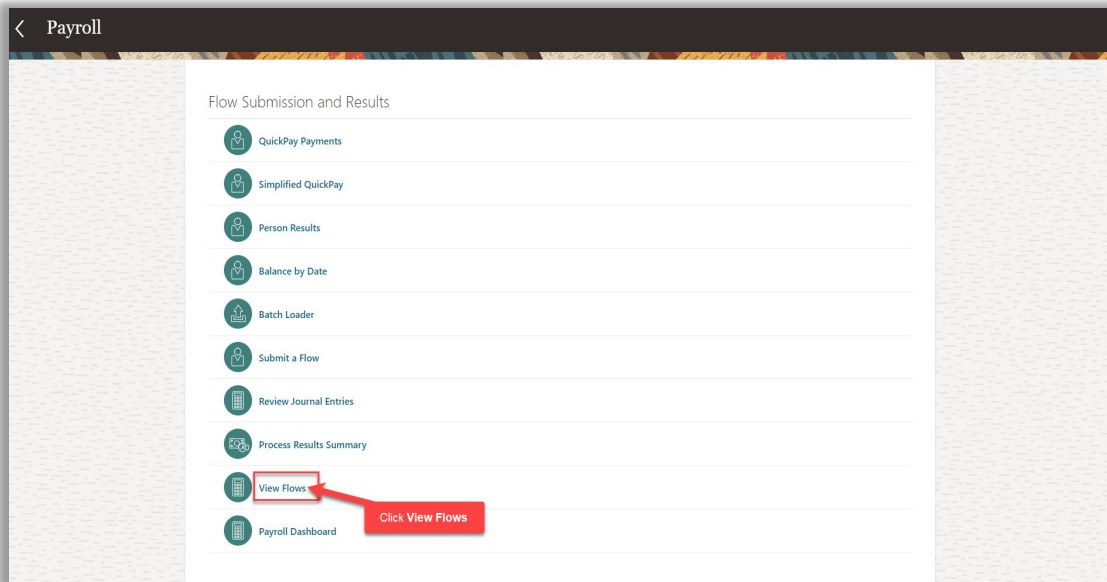 Payroll
Flow Submission and Results
QuickPay Payments
Simplified QuickPay
Person Results
Balance by Date
Batch Loader
Submit a Flow
Review Journal Entries
Process Results Summary
View Flows
Click View Flows
Payroll Dashboard